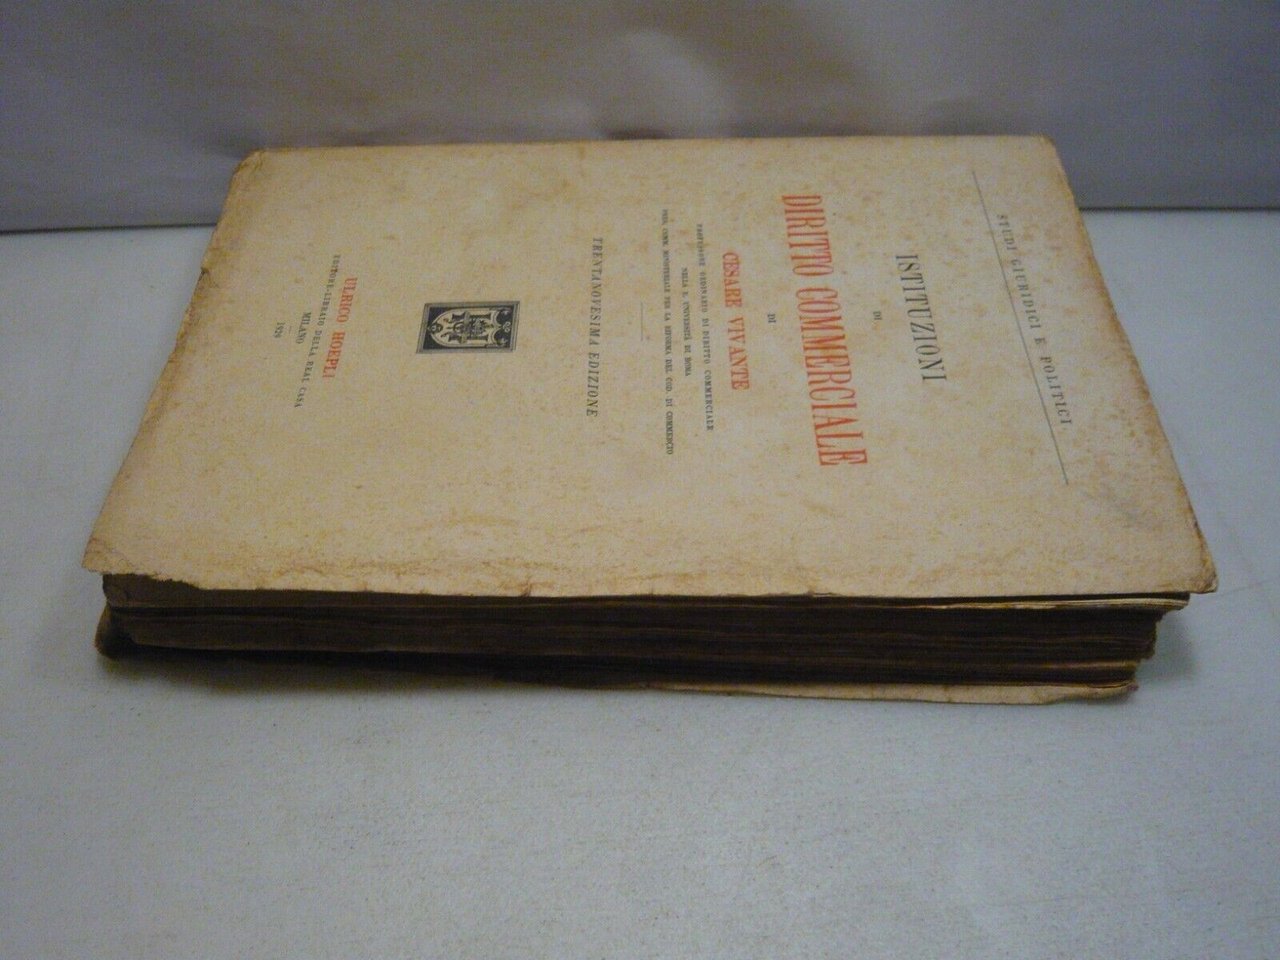 STUDI GIURIDICI E POLITICI
ISTITUZIONI
DI
DIRITTO COMMERCIALE
DI
CESARE VIVANTE
PROFESSORE ORDINARIO DI DIRITTO COMMERCIALE
NELLA R. UNIVERSITÀ DI ROMA
PRES. COMM. MINISTERIALE PER LA RIFORMA DEL COD. DI COMMERCIO
TRENTANOVESIMA EDIZIONE
ULRICO HOEPLI
EDITORE-LIBRAIO DELLA REAL CASA
MILANO
1926